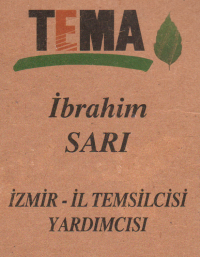 TEMA
İbrahim
SARI
İZMİR - İL TEMSİLCİSİ
YARDIMCISI